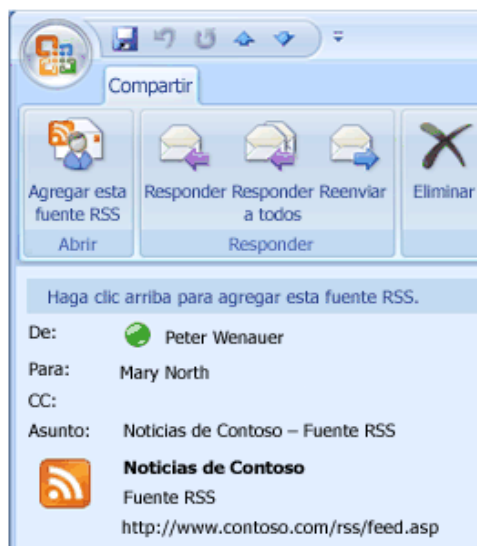 Compartir
Agregar esta
fuente RSS
Responder
Responder
a todos
Reenviar
Eliminar
Abrir
Responder
Haga clic arriba para agregar esta fuente RSS.
De: Peter Wenauer
Para: Mary North
CC:
Asunto: Noticias de Contoso – Fuente RSS
Noticias de Contoso
Fuente RSS
http://www.contoso.com/rss/feed.asp